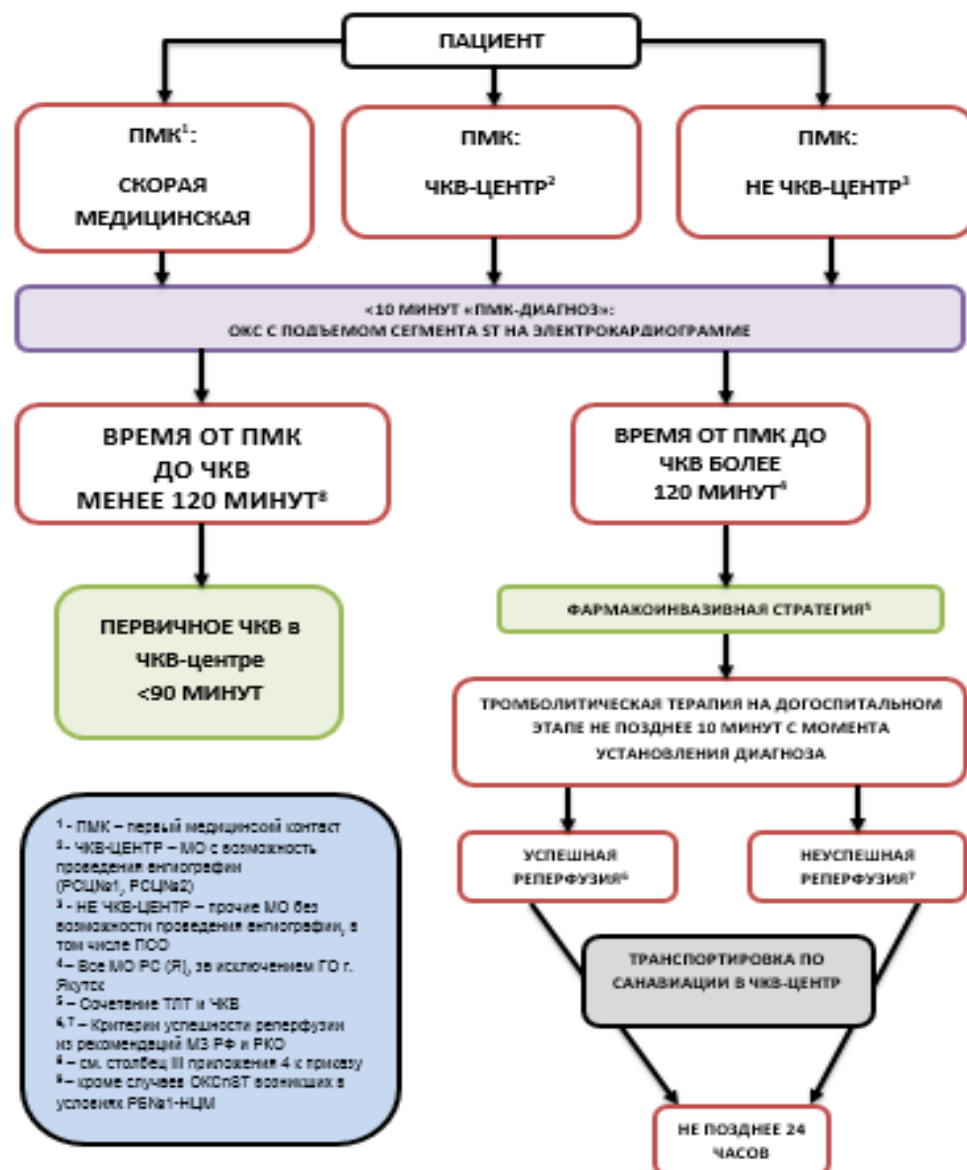 ПАЦИЕНТ
ПМК¹:
СКОРАЯ
МЕДИЦИНСКАЯ
ПМК:
ЧКВ-ЦЕНТР²
ПМК:
НЕ ЧКВ-ЦЕНТР³
<10 МИНУТ «ПМК-ДИАГНОЗ»:
ОКС С ПОДЪЕМОМ СЕГМЕНТА ST НА ЭЛЕКТРОКАРДИОГРАММЕ
ВРЕМЯ ОТ ПМК
ДО ЧКВ
МЕНЕЕ 120 МИНУТ⁸
ВРЕМЯ ОТ ПМК ДО
ЧКВ БОЛЕЕ
120 МИНУТ⁴
ПЕРВИЧНОЕ ЧКВ в
ЧКВ-центре
<90 МИНУТ
ФАРМАКОИНВАЗИВНАЯ СТРАТЕГИЯ⁵
ТРОМБОЛИТИЧЕСКАЯ ТЕРАПИЯ НА ДОГОСПИТАЛЬНОМ
ЭТАПЕ НЕ ПОЗДНЕЕ 10 МИНУТ С МОМЕНТА
УСТАНОВЛЕНИЯ ДИАГНОЗА
УСПЕШНАЯ
РЕПЕРФУЗИЯ⁶
НЕУСПЕШНАЯ
РЕПЕРФУЗИЯ⁷
ТРАНСПОРТИРОВКА ПО
САНАВИАЦИИ В ЧКВ-ЦЕНТР
НЕ ПОЗДНЕЕ 24
ЧАСОВ
¹ - ПМК – первый медицинский контакт
² - ЧКВ-ЦЕНТР – МО с возможность
проведения ангиографии
(РСЦ№1, РСЦ№2)
³ - НЕ ЧКВ-ЦЕНТР – прочие МО без
возможности проведения ангиографии, в
том числе ПСО
⁴ – Все МО РС (Я), за исключением ГО г.
Якутск
⁵ – Сочетание ТЛТ и ЧКВ
⁶,⁷ – Критерии успешности реперфузии
из рекомендаций МЗ РФ и РКО
– см. столбец III приложения 4 к приказу
– кроме случаев ОКСпST возникших в
условиях РБ№1-НЦМ